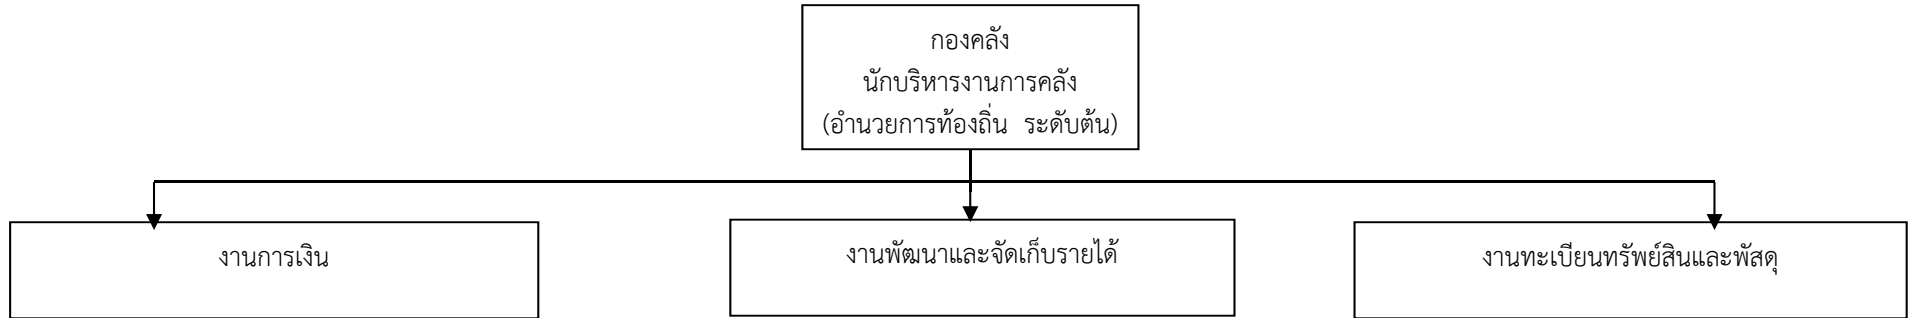 กองคลัง
นักบริหารงานการคลัง
(อำนวยการท้องถิ่น ระดับต้น)
งานการเงิน
งานพัฒนาและจัดเก็บรายได้
งานทะเบียนทรัพย์สินและพัสดุ